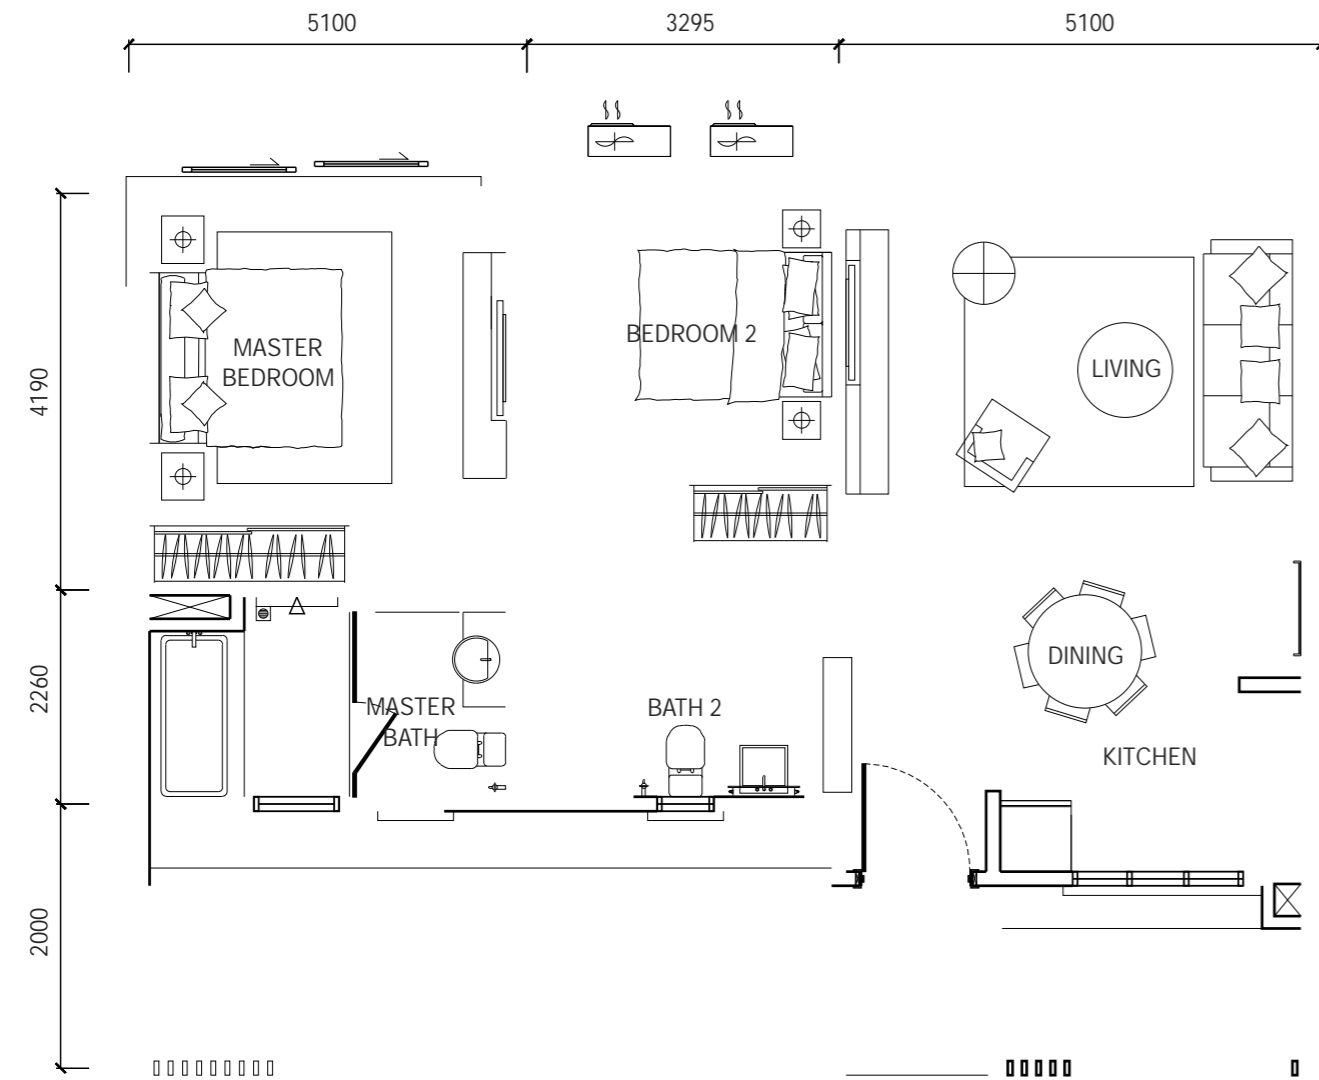 5100
3295
5100
4190
2260
2000
MASTER
BEDROOM
BEDROOM 2
LIVING
DINING
MASTER
BATH
BATH 2
KITCHEN